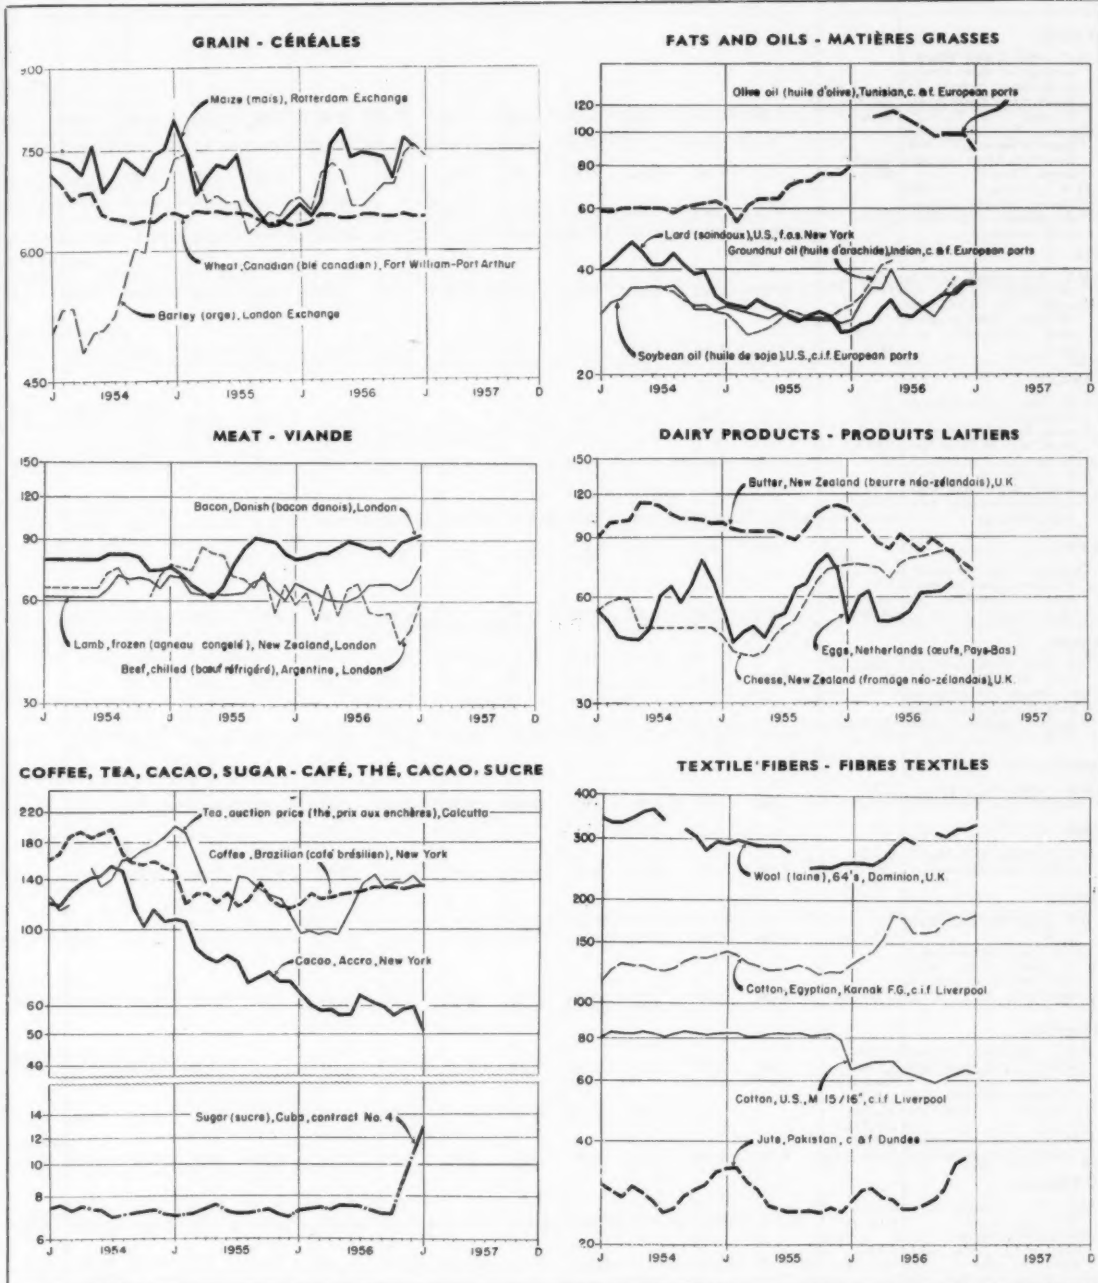 GRAIN - CÉRÉALES
900
750
600
450
Maize (maïs), Rotterdam Exchange
Wheat, Canadian (blé canadien), Fort William-Port Arthur
Barley (orge), London Exchange
J 1954 J 1955 J 1956 J 1957 D
FATS AND OILS - MATIÈRES GRASSES
120
100
80
60
40
20
Olive oil (huile d'olive), Tunisian, c. & f. European ports
Lard (saindoux), U.S., f.a.s. New York
Groundnut oil (huile d'arachide), Indian, c. & f. European ports
Soybean oil (huile de soja), U.S., c.i.f. European ports
J 1954 J 1955 J 1956 J 1957 D
MEAT - VIANDE
150
120
90
60
30
Bacon, Danish (bacon danois), London
Lamb, frozen (agneau congelé), New Zealand, London
Beef, chilled (bœuf réfrigéré), Argentine, London
J 1954 J 1955 J 1956 J 1957 D
DAIRY PRODUCTS - PRODUITS LAITIERS
150
120
90
60
30
Butter, New Zealand (beurre néo-zélandais), U.K.
Eggs, Netherlands (œufs, Pays-Bas)
Cheese, New Zealand (fromage néo-zélandais), U.K.
J 1954 J 1955 J 1956 J 1957 D
COFFEE, TEA, CACAO, SUGAR - CAFÉ, THÉ, CACAO, SUCRE
220
180
140
100
60
50
40
Tea, auction price (thé, prix aux enchères), Calcutta
Coffee, Brazilian (café brésilien), New York
Cacao, Accra, New York
14
12
10
8
6
Sugar (sucre), Cuba, contract No. 4
J 1954 J 1955 J 1956 J 1957 D
TEXTILE FIBERS - FIBRES TEXTILES
400
300
200
150
100
80
60
40
20
Wool (laine), 64's, Dominion, U.K.
Cotton, Egyptian, Karnak F.G., c.i.f Liverpool
Cotton, U.S., M 15/16", c.i.f Liverpool
Jute, Pakistan, c & f Dundee
J 1954 J 1955 J 1956 J 1957 D